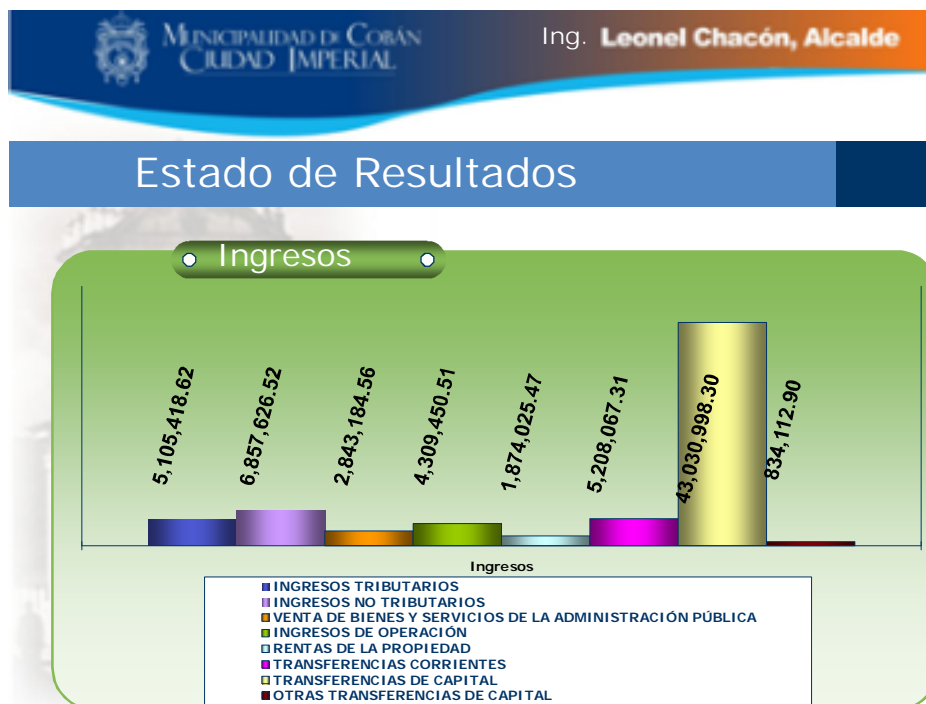 MUNICIPALIDAD DE COBÁN
CIUDAD IMPERIAL
Ing. Leonel Chacón, Alcalde
Estado de Resultados
Ingresos
5,105,418.62
6,857,626.52
2,843,184.56
4,309,450.51
1,874,025.47
5,208,067.31
43,030,998.30
834,112.90
Ingresos
INGRESOS TRIBUTARIOS
INGRESOS NO TRIBUTARIOS
VENTA DE BIENES Y SERVICIOS DE LA ADMINISTRACIÓN PÚBLICA
INGRESOS DE OPERACIÓN
RENTAS DE LA PROPIEDAD
TRANSFERENCIAS CORRIENTES
TRANSFERENCIAS DE CAPITAL
OTRAS TRANSFERENCIAS DE CAPITAL